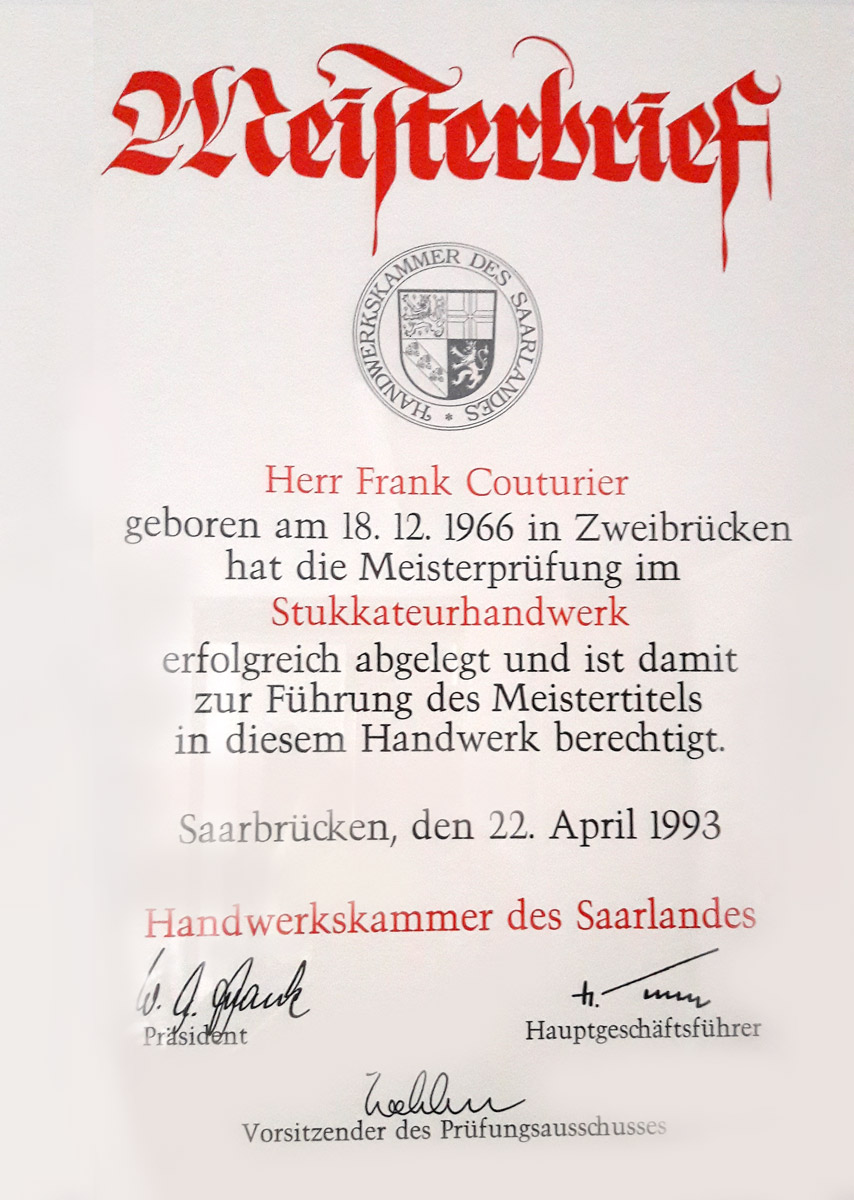 Meisterbrief
HANDWERKSKAMMER DES SAARLANDES *
Herr Frank Couturier
geboren am 18. 12. 1966 in Zweibrücken
hat die Meisterprüfung im
Stukkateurhandwerk
erfolgreich abgelegt und ist damit
zur Führung des Meistertitels
in diesem Handwerk berechtigt.
Saarbrücken, den 22. April 1993
Handwerkskammer des Saarlandes
Präsident
Hauptgeschäftsführer
Vorsitzender des Prüfungsausschusses